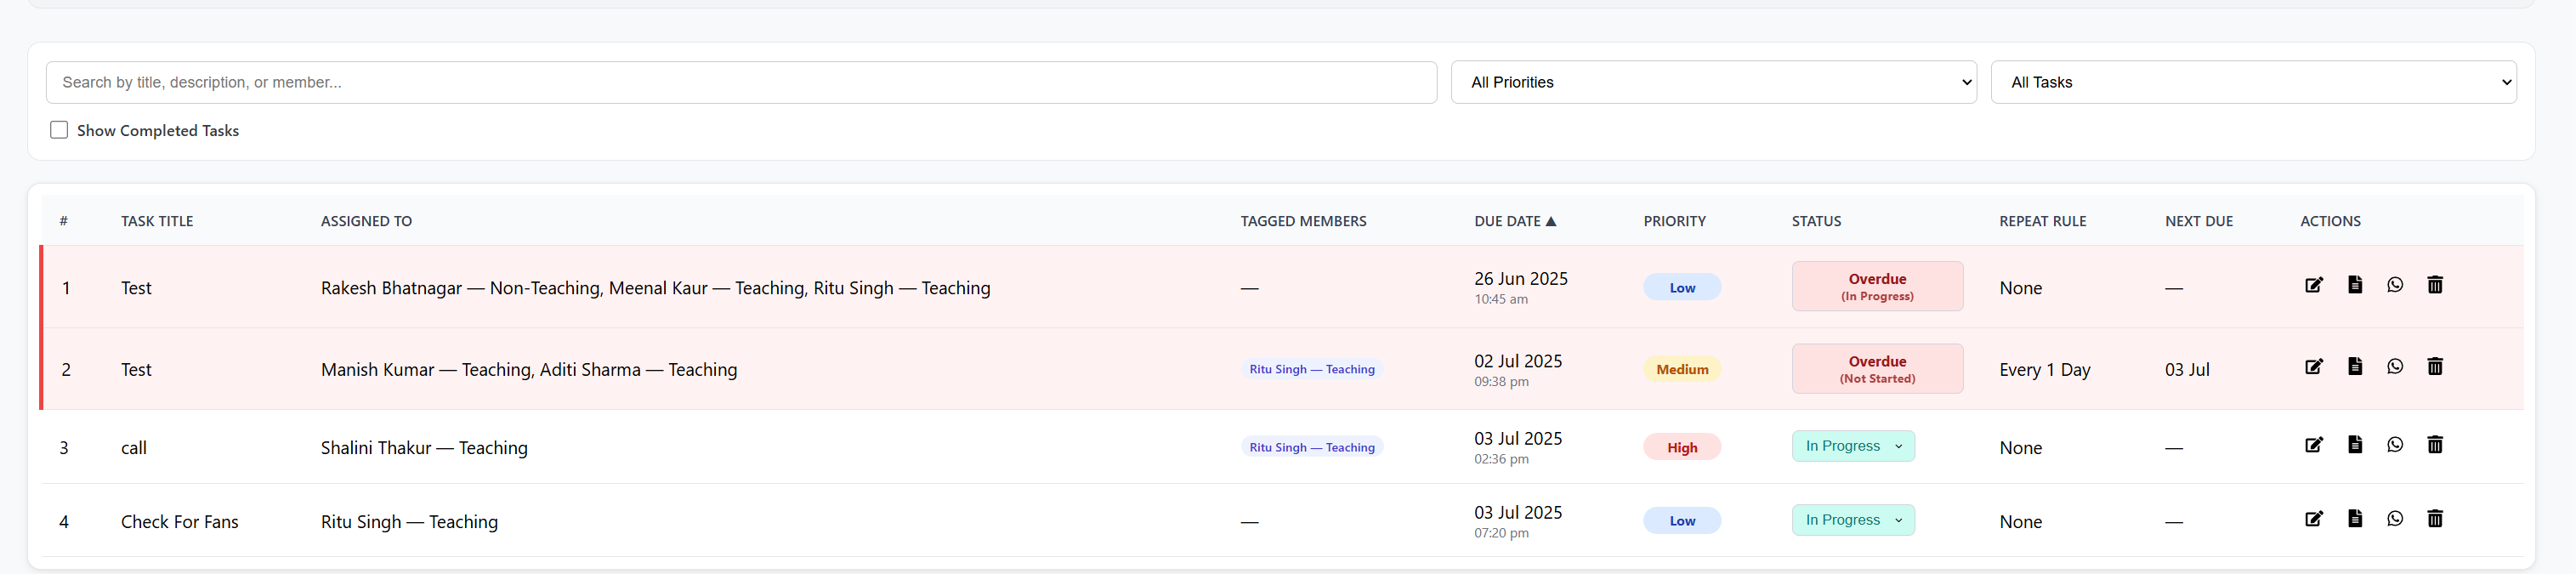 Search by title, description, or member...
All Priorities
All Tasks
Show Completed Tasks
# TASK TITLE ASSIGNED TO TAGGED MEMBERS DUE DATE ▲ PRIORITY STATUS REPEAT RULE NEXT DUE ACTIONS
1 Test Rakesh Bhatnagar — Non-Teaching, Meenal Kaur — Teaching, Ritu Singh — Teaching — 26 Jun 2025 Low Overdue None —
10:45 am (In Progress)
2 Test Manish Kumar — Teaching, Aditi Sharma — Teaching Ritu Singh — Teaching 02 Jul 2025 Medium Overdue Every 1 Day 03 Jul
09:38 pm (Not Started)
3 call Shalini Thakur — Teaching Ritu Singh — Teaching 03 Jul 2025 High In Progress None —
02:36 pm
4 Check For Fans Ritu Singh — Teaching — 03 Jul 2025 Low In Progress None —
07:20 pm